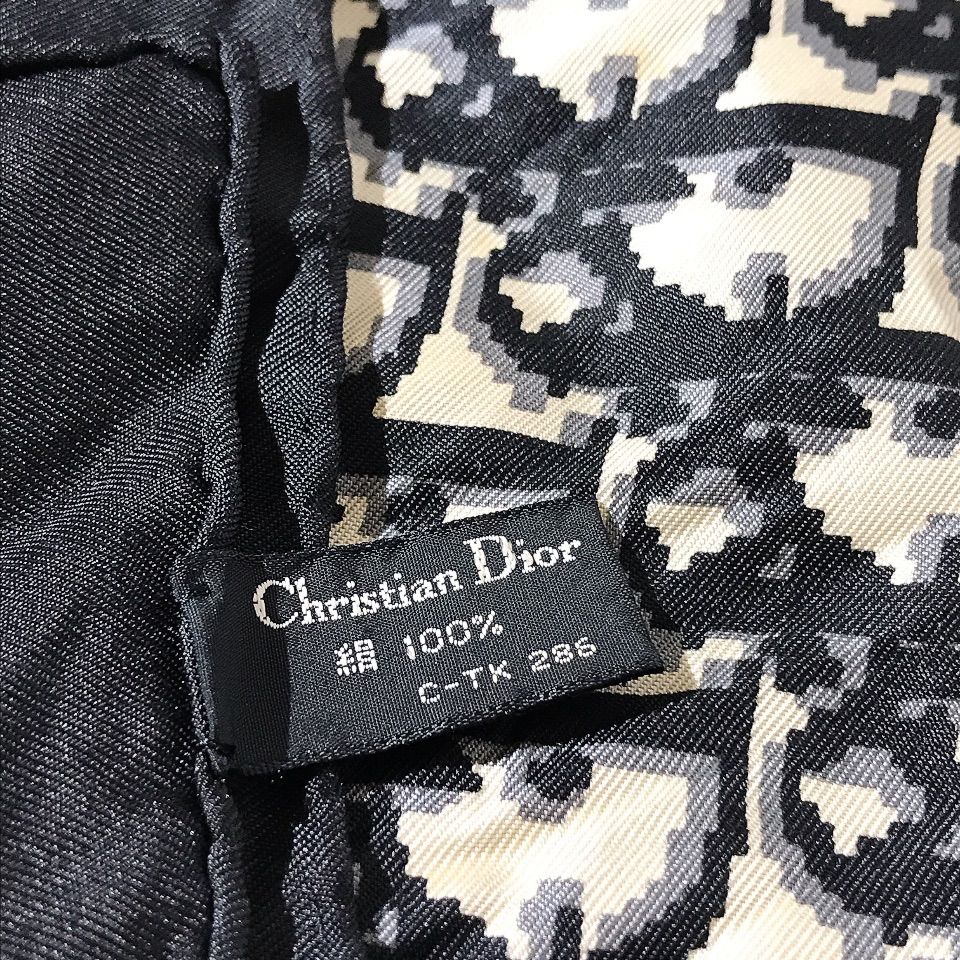 Christian Dior
絹 100%
C-TK 286